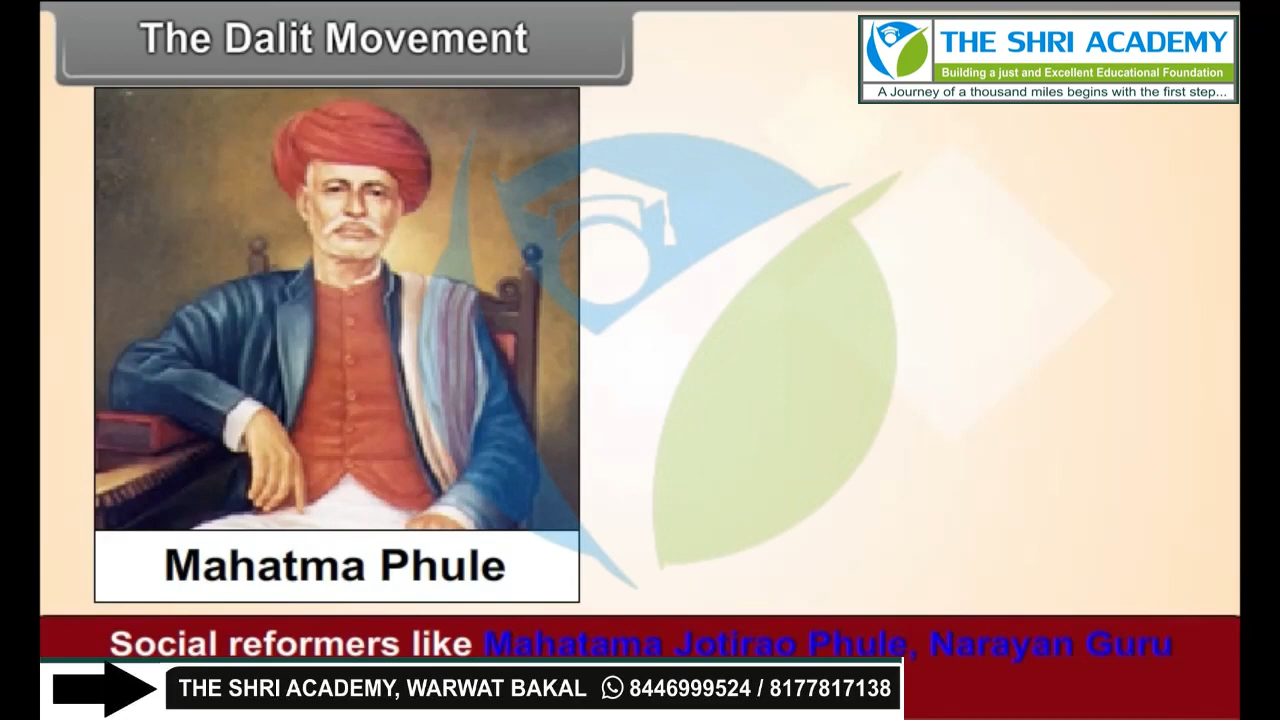 The Dalit Movement
THE SHRI ACADEMY
Building a just and Excellent Educational Foundation
A Journey of a thousand miles begins with the first step...
Mahatma Phule
Social reformers like Mahatama Jotirao Phule, Narayan Guru
THE SHRI ACADEMY, WARWAT BAKAL 8446999524 / 8177817138